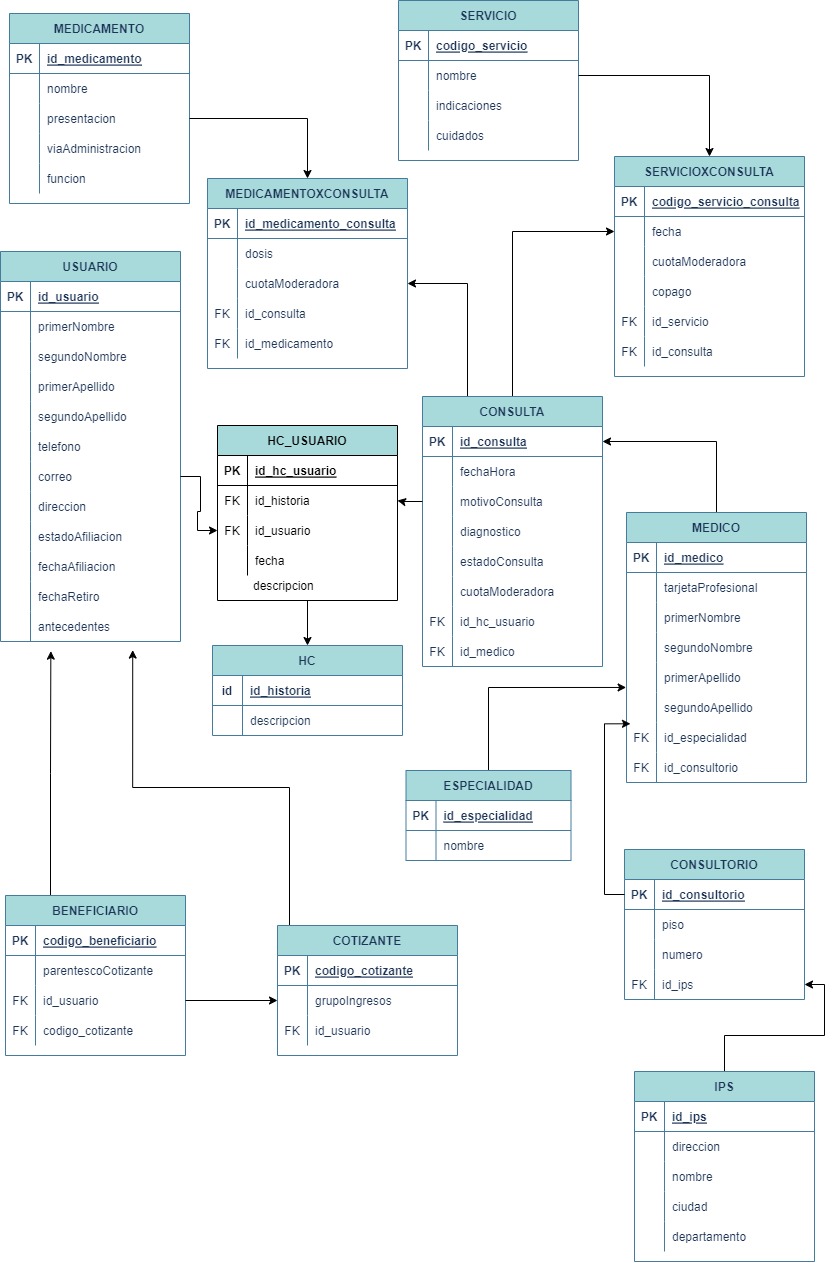 MEDICAMENTO
PK id_medicamento
nombre
presentacion
viaAdministracion
funcion
SERVICIO
PK codigo_servicio
nombre
indicaciones
cuidados
MEDICAMENTOXCONSULTA
PK id_medicamento_consulta
dosis
cuotaModeradora
FK id_consulta
FK id_medicamento
SERVICIOXCONSULTA
PK codigo_servicio_consulta
fecha
cuotaModeradora
copago
FK id_servicio
FK id_consulta
USUARIO
PK id_usuario
primerNombre
segundoNombre
primerApellido
segundoApellido
telefono
correo
direccion
estadoAfiliacion
fechaAfiliacion
fechaRetiro
antecedentes
HC_USUARIO
PK id_hc_usuario
FK id_historia
FK id_usuario
fecha
descripcion
CONSULTA
PK id_consulta
fechaHora
motivoConsulta
diagnostico
estadoConsulta
cuotaModeradora
FK id_hc_usuario
FK id_medico
MEDICO
PK id_medico
tarjetaProfesional
primerNombre
segundoNombre
primerApellido
segundoApellido
FK id_especialidad
FK id_consultorio
HC
id id_historia
descripcion
ESPECIALIDAD
PK id_especialidad
nombre
CONSULTORIO
PK id_consultorio
piso
numero
FK id_ips
BENEFICIARIO
PK codigo_beneficiario
parentescoCotizante
FK id_usuario
FK codigo_cotizante
COTIZANTE
PK codigo_cotizante
grupoIngresos
FK id_usuario
IPS
PK id_ips
direccion
nombre
ciudad
departamento